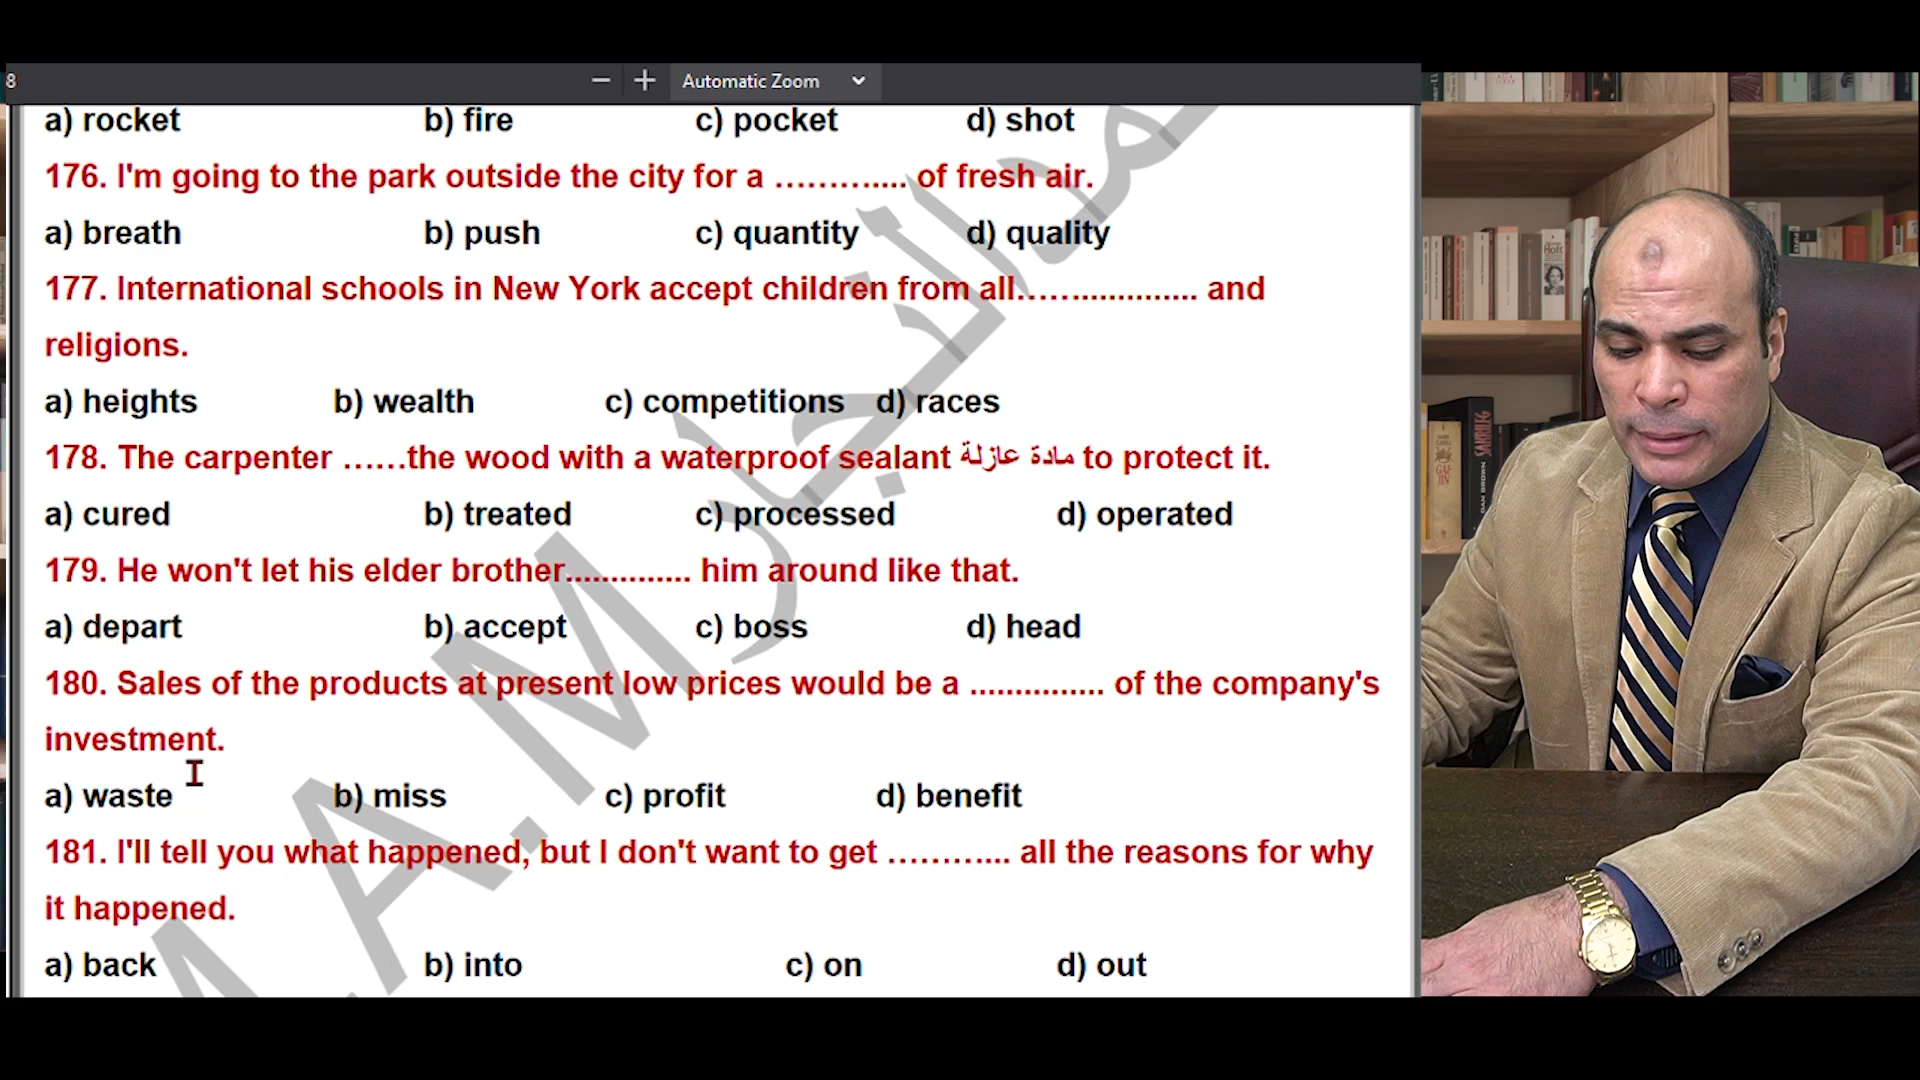 8
Automatic Zoom
a) rocket b) fire c) pocket d) shot
176. I'm going to the park outside the city for a ............. of fresh air.
a) breath b) push c) quantity d) quality
177. International schools in New York accept children from all................... and
religions.
a) heights b) wealth c) competitions d) races
178. The carpenter ......the wood with a waterproof sealant مادة عازلة to protect it.
a) cured b) treated c) processed d) operated
179. He won't let his elder brother.............. him around like that.
a) depart b) accept c) boss d) head
180. Sales of the products at present low prices would be a ............... of the company's
investment.
a) waste b) miss c) profit d) benefit
181. I'll tell you what happened, but I don't want to get ............ all the reasons for why
it happened.
a) back b) into c) on d) out
Holt
DAN BROWN